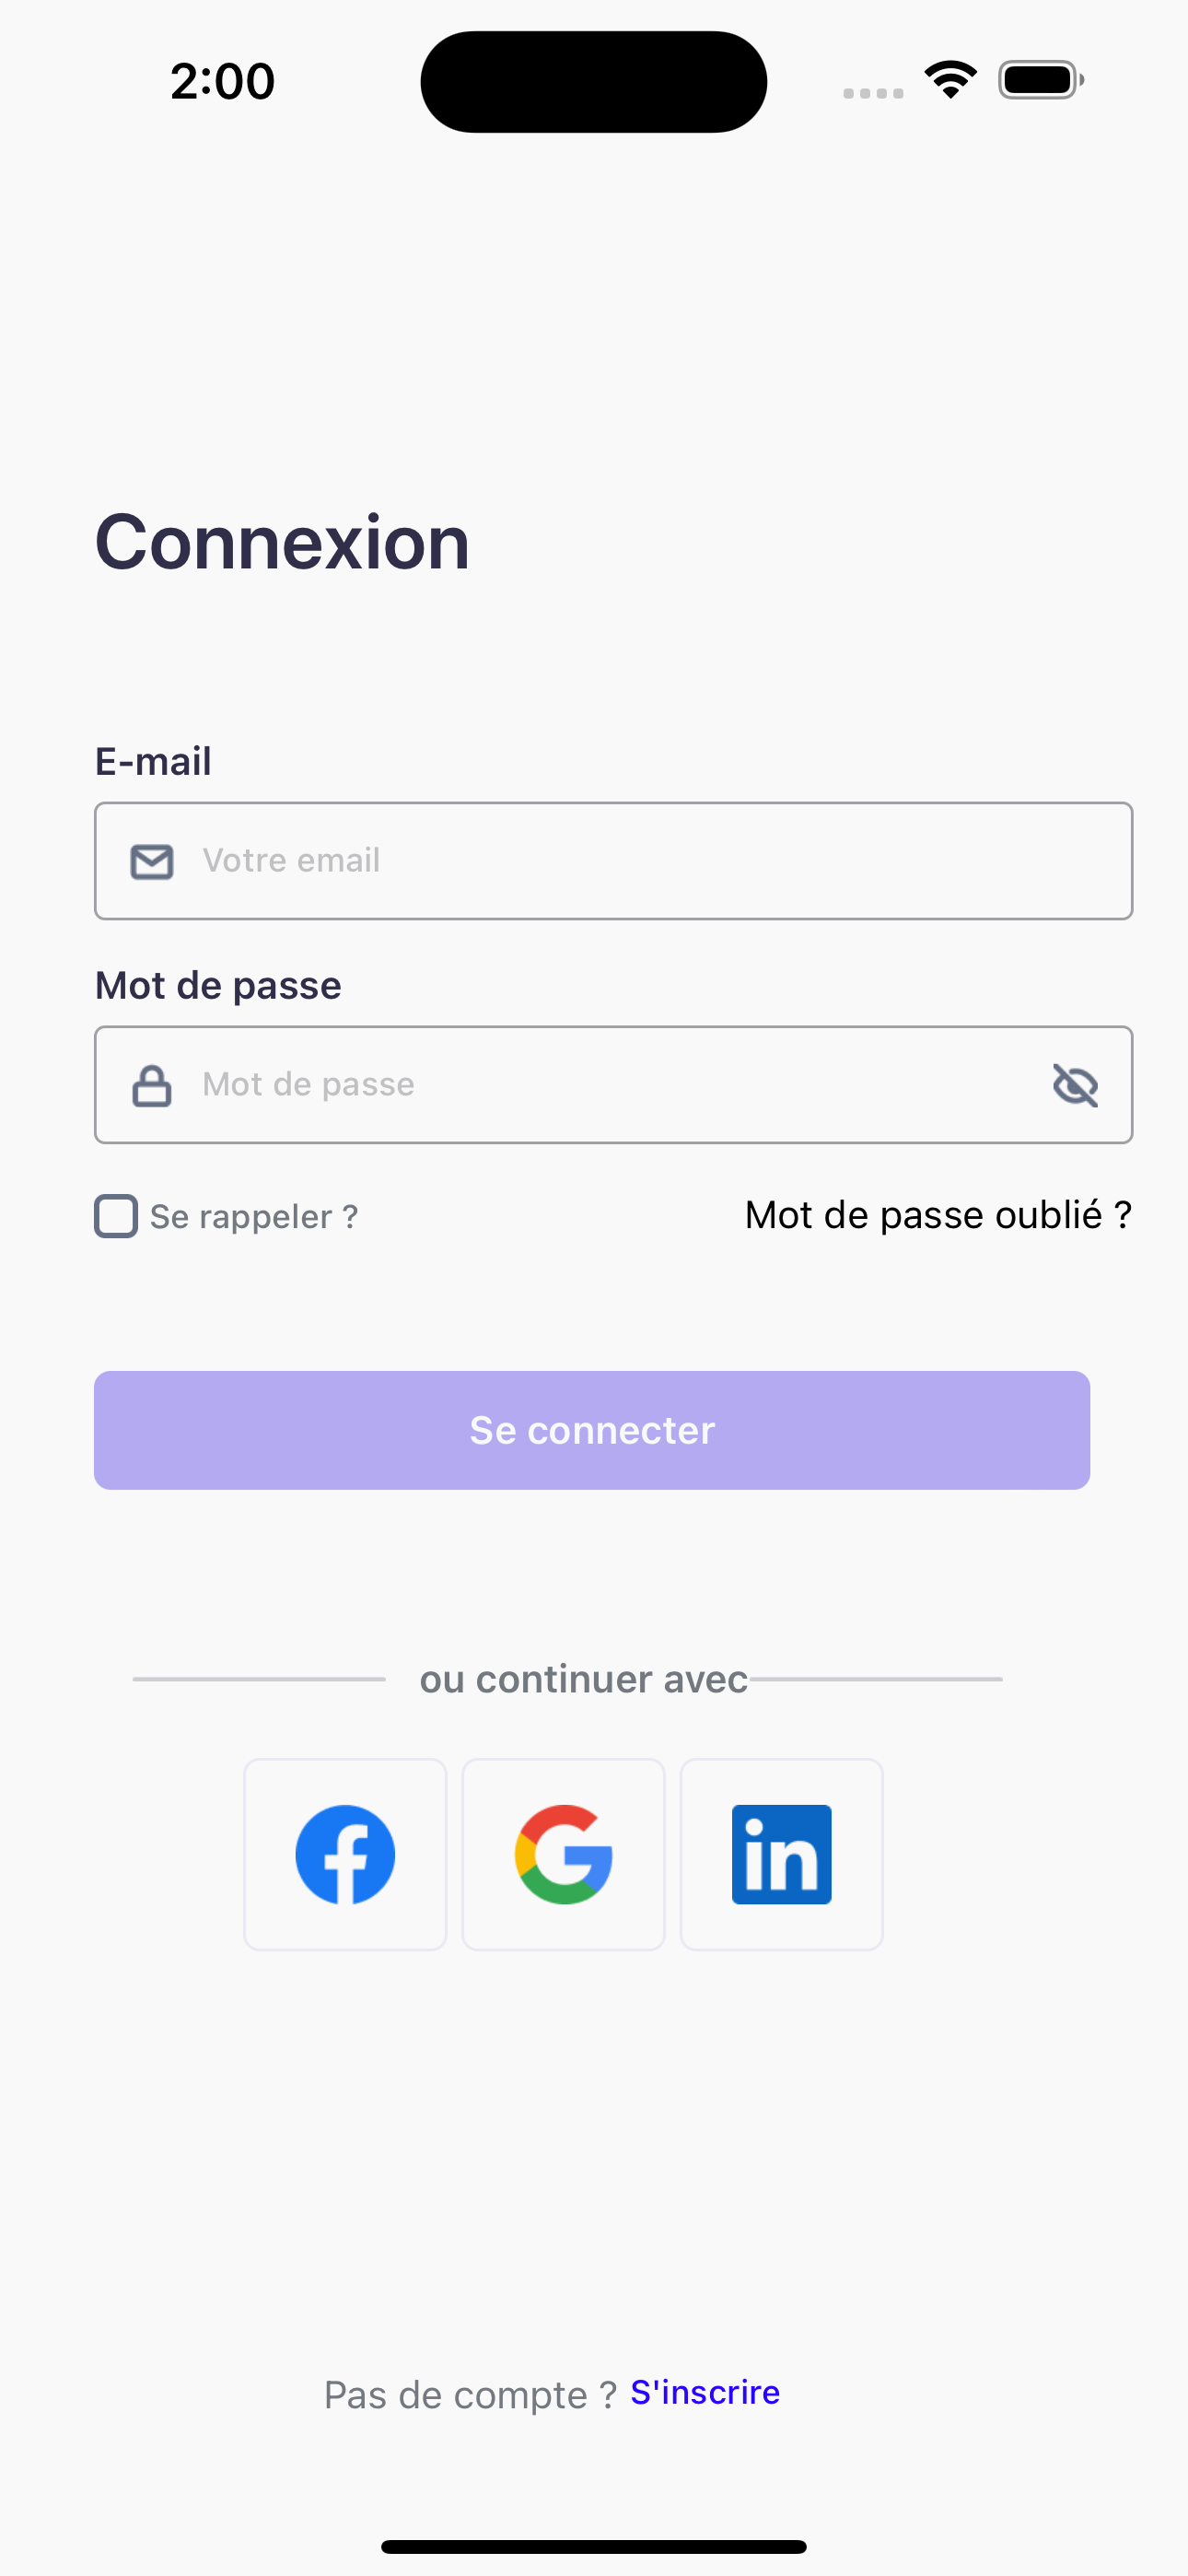 2:00
Connexion
E-mail
Votre email
Mot de passe
Mot de passe
Se rappeler ? Mot de passe oublié ?
Se connecter
ou continuer avec
Pas de compte ? S'inscrire